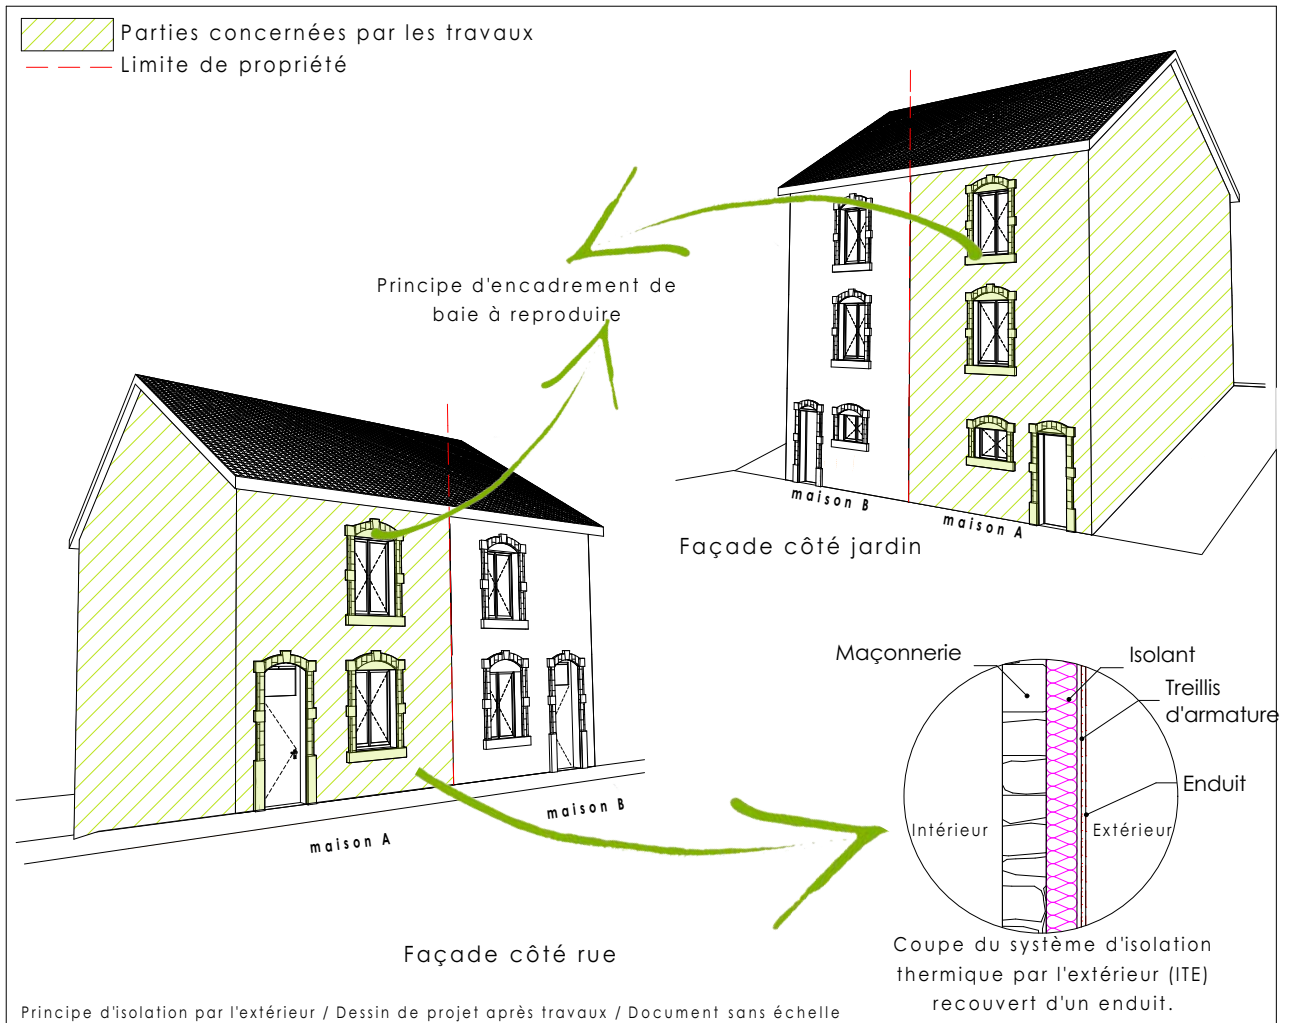 Parties concernées par les travaux
Limite de propriété
Principe d'encadrement de
baie à reproduire
maison B
maison A
Façade côté jardin
maison A
maison B
Façade côté rue
Maçonnerie
Isolant
Treillis
d'armature
Enduit
Intérieur
Extérieur
Coupe du système d'isolation
thermique par l'extérieur (ITE)
recouvert d'un enduit.
Principe d'isolation par l'extérieur / Dessin de projet après travaux / Document sans échelle